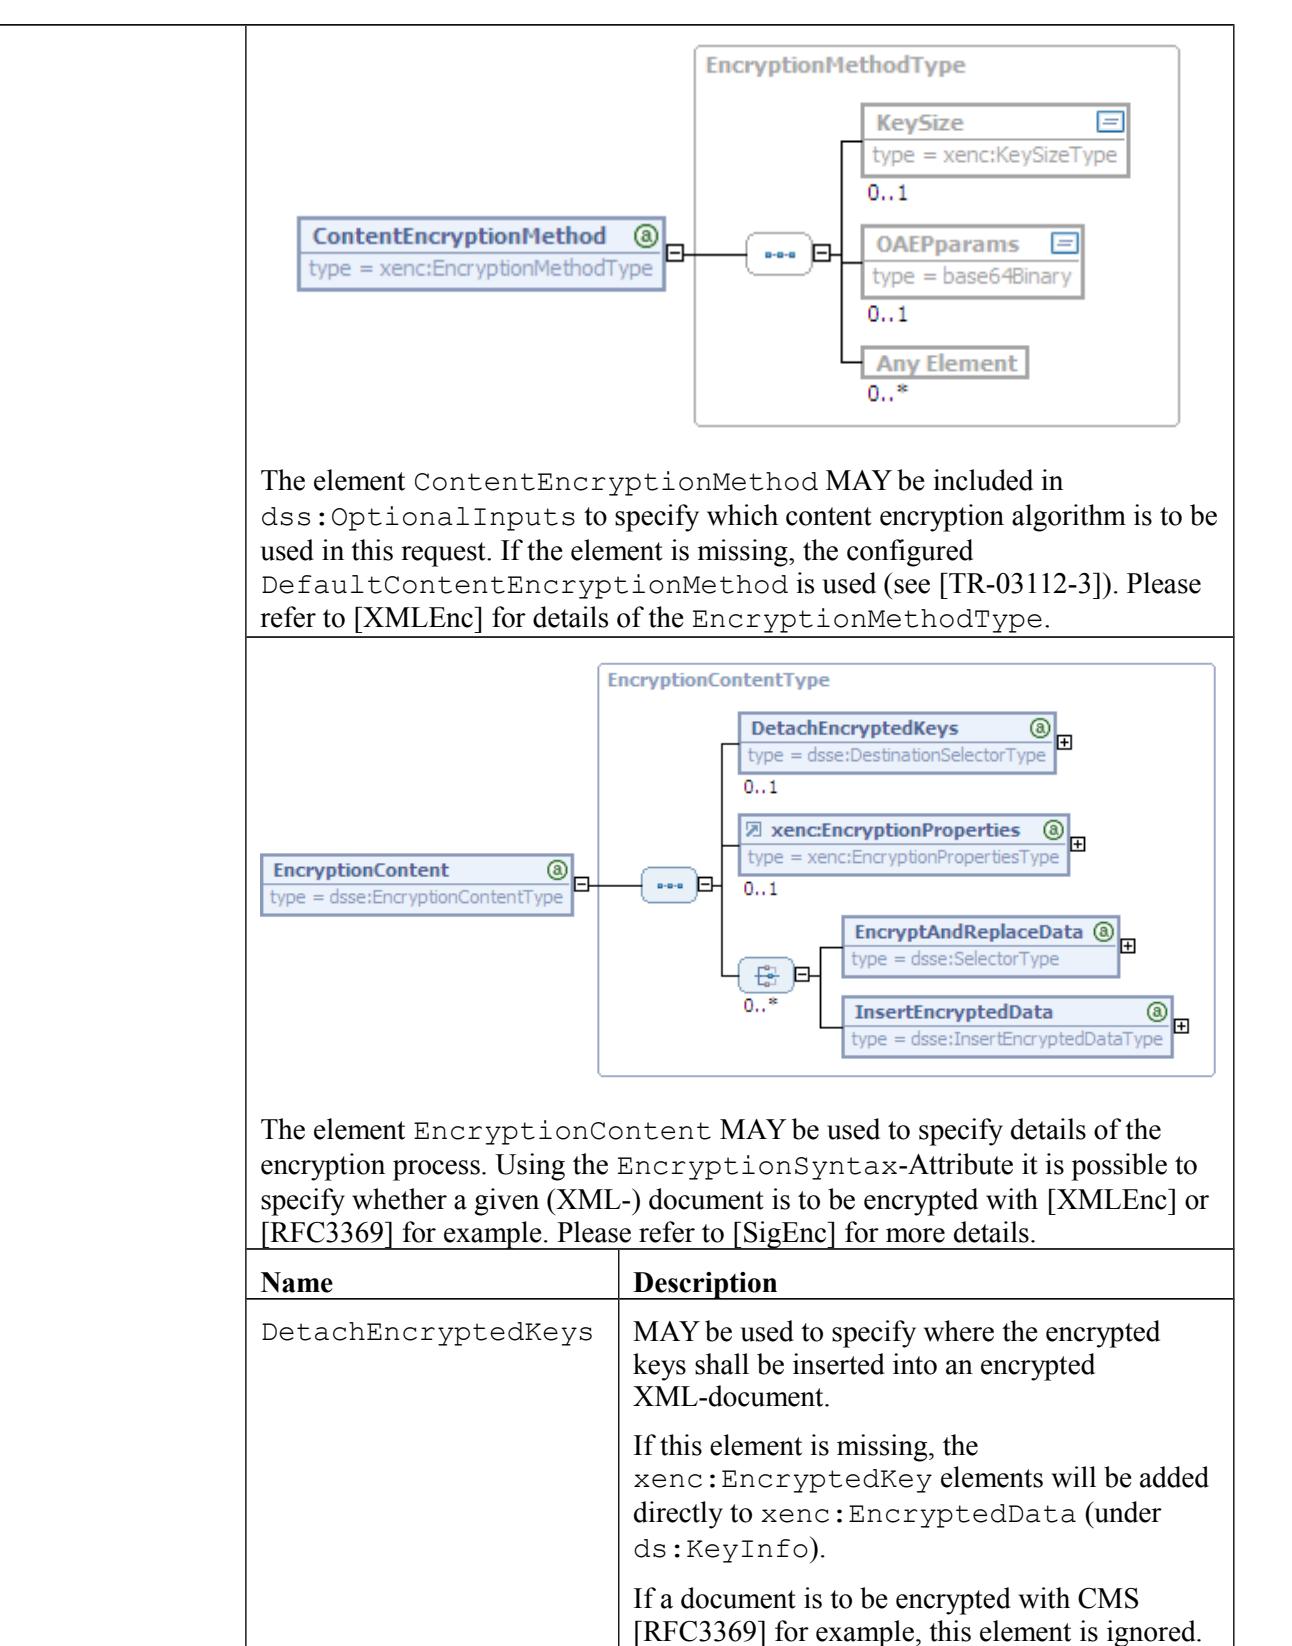 EncryptionMethodType
KeySize
type = xenc:KeySizeType
0..1
ContentEncryptionMethod
type = xenc:EncryptionMethodType
OAEPparams
type = base64Binary
0..1
Any Element
0..*
The element ContentEncryptionMethod MAY be included in
dss:OptionalInputs to specify which content encryption algorithm is to be
used in this request. If the element is missing, the configured
DefaultContentEncryptionMethod is used (see [TR-03112-3]). Please
refer to [XMLEnc] for details of the EncryptionMethodType.
EncryptionContentType
DetachEncryptedKeys
type = dsse:DestinationSelectorType
0..1
xenc:EncryptionProperties
type = xenc:EncryptionPropertiesType
0..1
EncryptionContent
type = dsse:EncryptionContentType
EncryptAndReplaceData
type = dsse:SelectorType
0..*
InsertEncryptedData
type = dsse:InsertEncryptedDataType
The element EncryptionContent MAY be used to specify details of the
encryption process. Using the EncryptionSyntax-Attribute it is possible to
specify whether a given (XML-) document is to be encrypted with [XMLEnc] or
[RFC3369] for example. Please refer to [SigEnc] for more details.
Name Description
DetachEncryptedKeys MAY be used to specify where the encrypted
keys shall be inserted into an encrypted
XML-document.
If this element is missing, the
xenc:EncryptedKey elements will be added
directly to xenc:EncryptedData (under
ds:KeyInfo).
If a document is to be encrypted with CMS
[RFC3369] for example, this element is ignored.